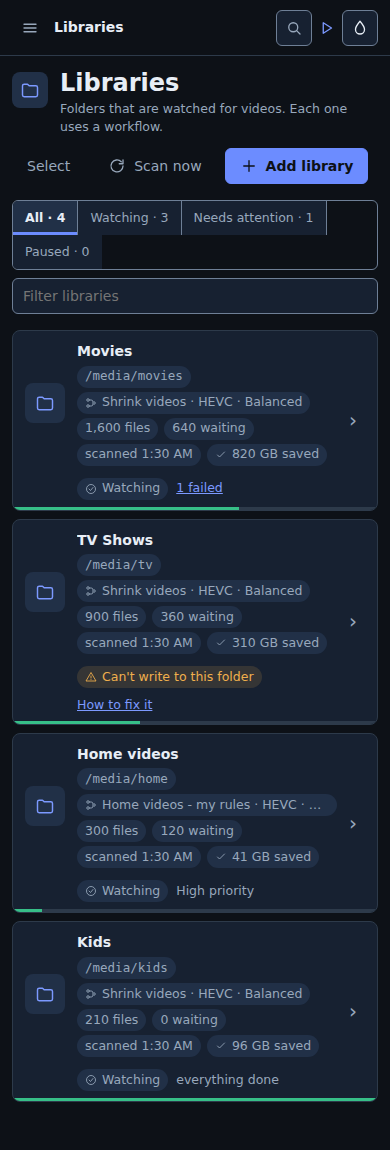 Libraries
Libraries
Folders that are watched for videos. Each one
uses a workflow.
Select
Scan now
Add library
All · 4
Watching · 3
Needs attention · 1
Paused · 0
Filter libraries
Movies
/media/movies
Shrink videos · HEVC · Balanced
1,600 files
640 waiting
scanned 1:30 AM
820 GB saved
Watching
1 failed
TV Shows
/media/tv
Shrink videos · HEVC · Balanced
900 files
360 waiting
scanned 1:30 AM
310 GB saved
Can't write to this folder
How to fix it
Home videos
/media/home
Home videos - my rules · HEVC · ...
300 files
120 waiting
scanned 1:30 AM
41 GB saved
Watching
High priority
Kids
/media/kids
Shrink videos · HEVC · Balanced
210 files
0 waiting
scanned 1:30 AM
96 GB saved
Watching
everything done